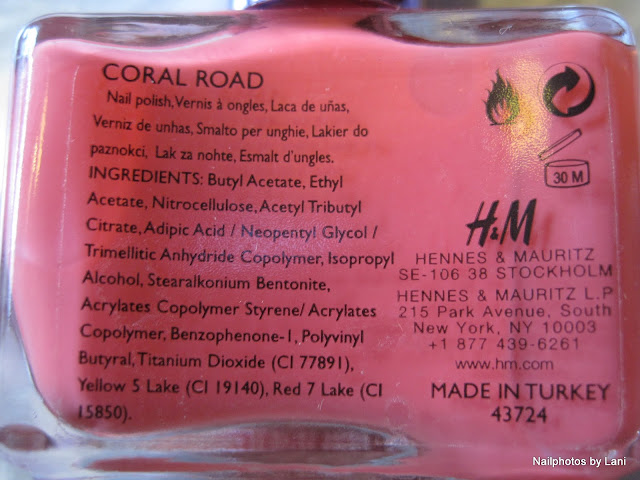 CORAL ROAD
Nail polish, Vernis à ongles, Laca de uñas,
Verniz de unhas, Smalto per unghie, Lakier do
paznokci, Lak za nohte, Esmalt d'ungles.
INGREDIENTS: Butyl Acetate, Ethyl
Acetate, Nitrocellulose, Acetyl Tributyl
Citrate, Adipic Acid / Neopentyl Glycol /
Trimellitic Anhydride Copolymer, Isopropyl
Alcohol, Stearalkonium Bentonite,
Acrylates Copolymer Styrene/ Acrylates
Copolymer, Benzophenone-1, Polyvinyl
Butyral, Titanium Dioxide (CI 77891),
Yellow 5 Lake (CI 19140), Red 7 Lake (CI
15850).
30 M
H&M
HENNES & MAURITZ
SE-106 38 STOCKHOLM
HENNES & MAURITZ L.P
215 Park Avenue, South
New York, NY 10003
+1 877 439-6261
www.hm.com
MADE IN TURKEY
43724
Nailphotos by Lani